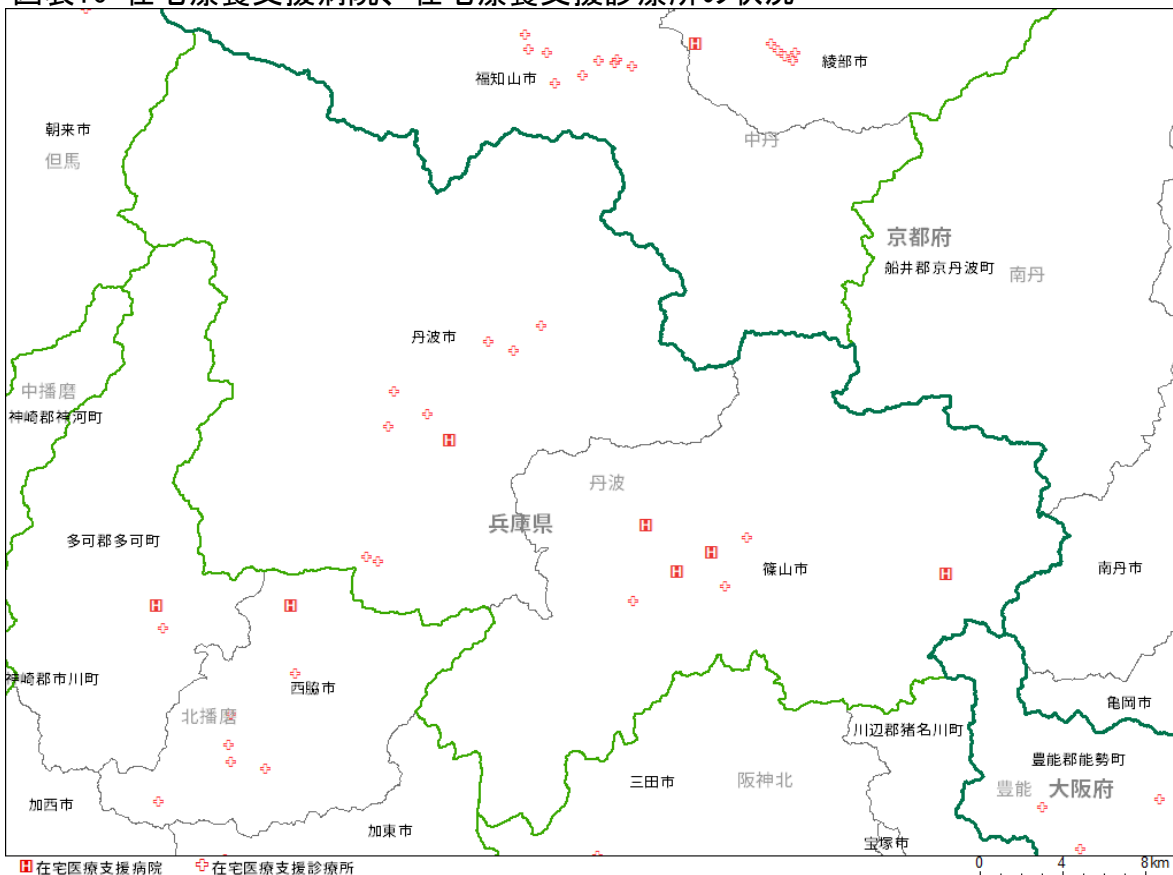 福知山市
綾部市
朝来市
但馬
中丹
京都府
船井郡京丹波町
南丹
丹波市
中播磨
神崎郡神河町
丹波
兵庫県
多可郡多可町
篠山市
南丹市
神崎郡市川町
西脇市
北播磨
亀岡市
川辺郡猪名川町
豊能郡能勢町
三田市
阪神北
豊能
大阪府
加西市
加東市
宝塚市
在宅医療支援病院
在宅医療支援診療所
0 4 8km